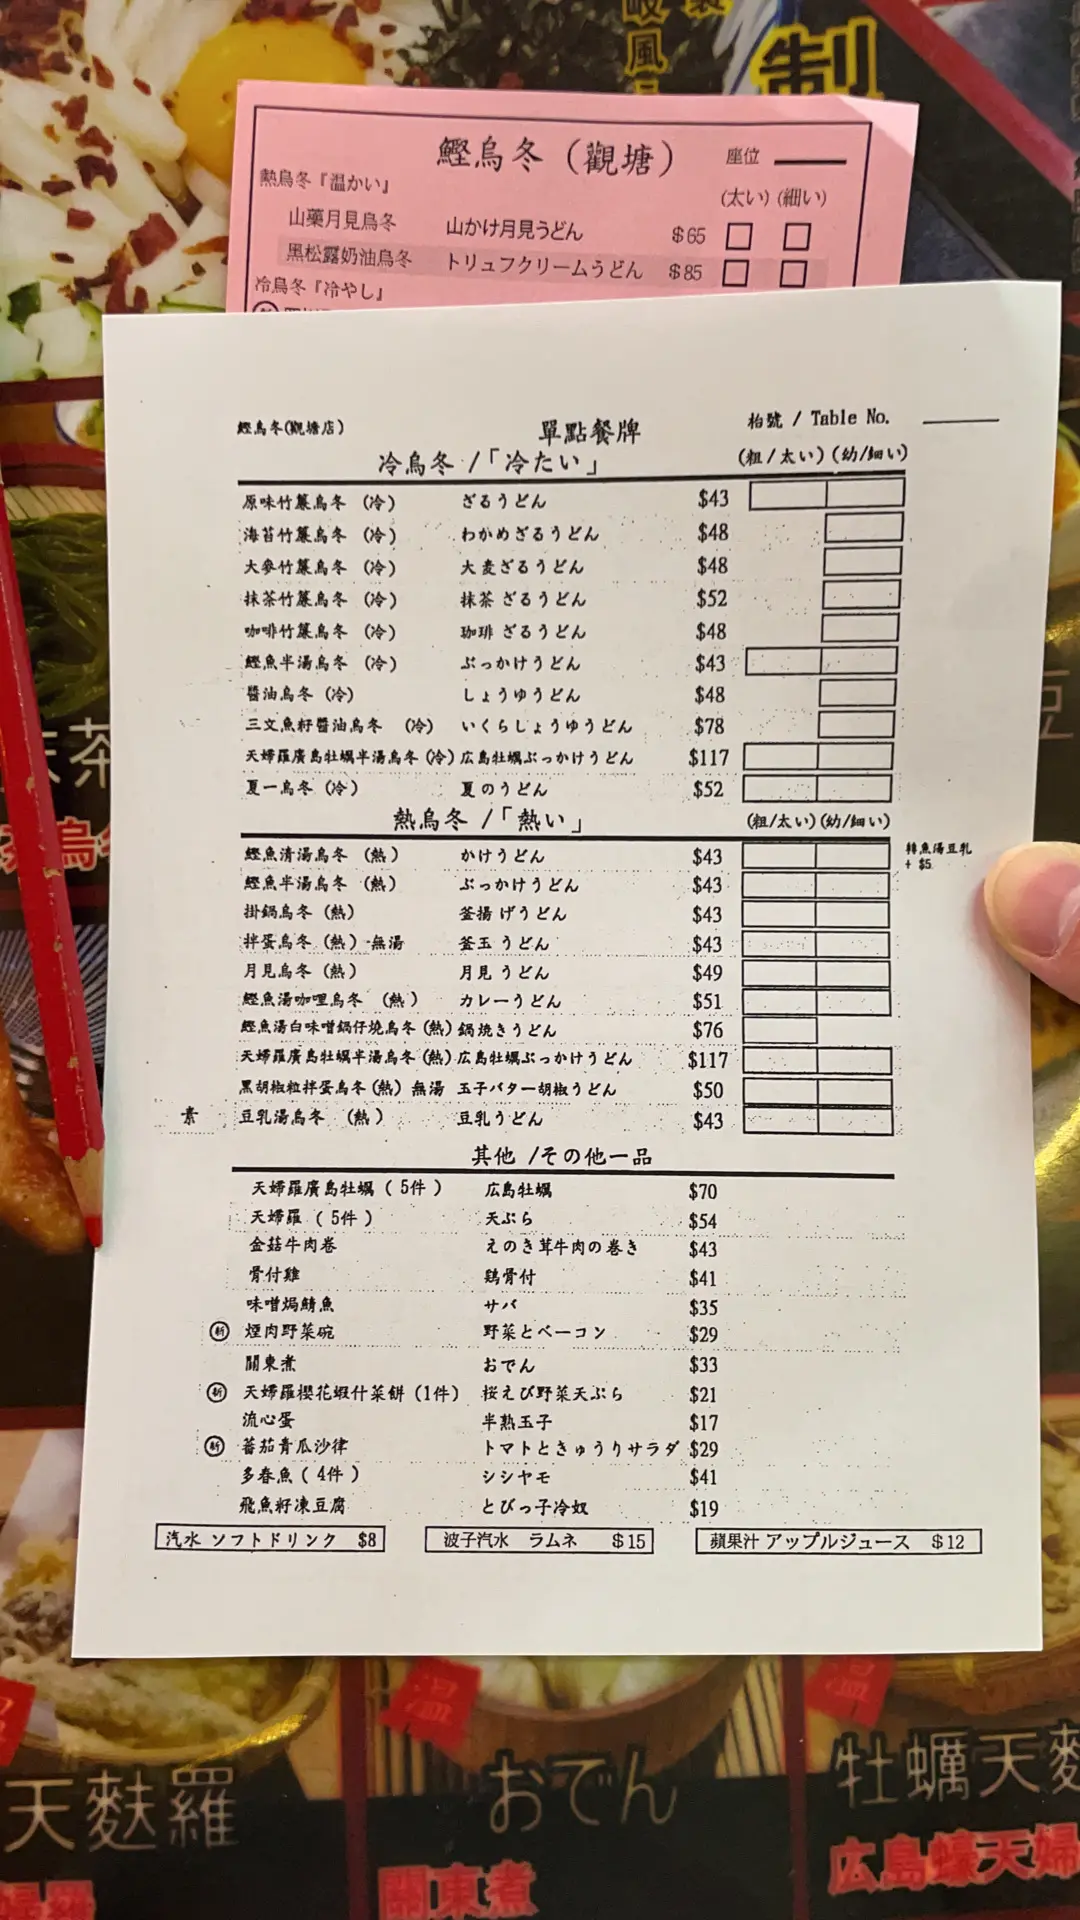 製
風
鰹烏冬（觀塘）
座位
熱烏冬『温かい』
(太い) (細い)
山藥月見烏冬 山かけ月見うどん $65
黑松露奶油烏冬 トリュフクリームうどん $85
冷烏冬『冷やし』
鰹烏冬(觀塘店)
單點餐牌
枱號 / Table No.
冷烏冬 /「冷たい」 (粗/太い) (幼/細い)
原味竹簾烏冬 (冷) ざるうどん $43
海苔竹簾烏冬 (冷) わかめざるうどん $48
大麥竹簾烏冬 (冷) 大麦ざるうどん $48
抹茶竹簾烏冬 (冷) 抹茶 ざるうどん $52
咖啡竹簾烏冬 (冷) 珈琲 ざるうどん $48
鰹魚半湯烏冬 (冷) ぶっかけうどん $43
醬油烏冬 (冷) しょうゆうどん $48
三文魚籽醬油烏冬 (冷) いくらしょうゆうどん $78
天婦羅廣島牡蠣半湯烏冬 (冷) 広島牡蠣ぶっかけうどん $117
夏一烏冬 (冷) 夏のうどん $52
熱烏冬 /「熱い」 (粗/太い) (幼/細い)
鰹魚清湯烏冬 (熱) かけうどん $43
轉魚湯豆乳
+ $5
鰹魚半湯烏冬 (熱) ぶっかけうどん $43
掛鍋烏冬 (熱) 釜揚げうどん $43
拌蛋烏冬 (熱)-無湯 釜玉 うどん $43
月見烏冬 (熱) 月見 うどん $49
鰹魚湯咖哩烏冬 (熱) カレーうどん $51
鰹魚湯白味噌鍋仔燒烏冬 (熱) 鍋焼きうどん $76
天婦羅廣島牡蠣半湯烏冬 (熱) 広島牡蠣ぶっかけうどん $117
黑胡椒粒拌蛋烏冬 (熱) 無湯 玉子バター胡椒うどん $50
素 豆乳湯烏冬 (熱) 豆乳うどん $43
其他 /その他一品
天婦羅廣島牡蠣 ( 5件 ) 広島牡蠣 $70
天婦羅 ( 5件 ) 天ぷら $54
金菇牛肉卷 えのき茸牛肉の巻き $43
骨付雞 鶏骨付 $41
味噌焗鯖魚 サバ $35
新 煙肉野菜碗 野菜とベーコン $29
關東煮 おでん $33
新 天婦羅櫻花蝦什菜餅 (1件) 桜えび野菜天ぷら $21
流心蛋 半熟玉子 $17
新 蕃茄青瓜沙律 トマトときゅうりサラダ $29
多春魚 ( 4件 ) シシャモ $41
飛魚籽凍豆腐 とびっ子冷奴 $19
汽水 ソフトドリンク $8
波子汽水 ラムネ $15
蘋果汁 アップルジュース $12
温
温
天麩羅
おでん
牡蠣天麩
關東煮
広島蠔天婦